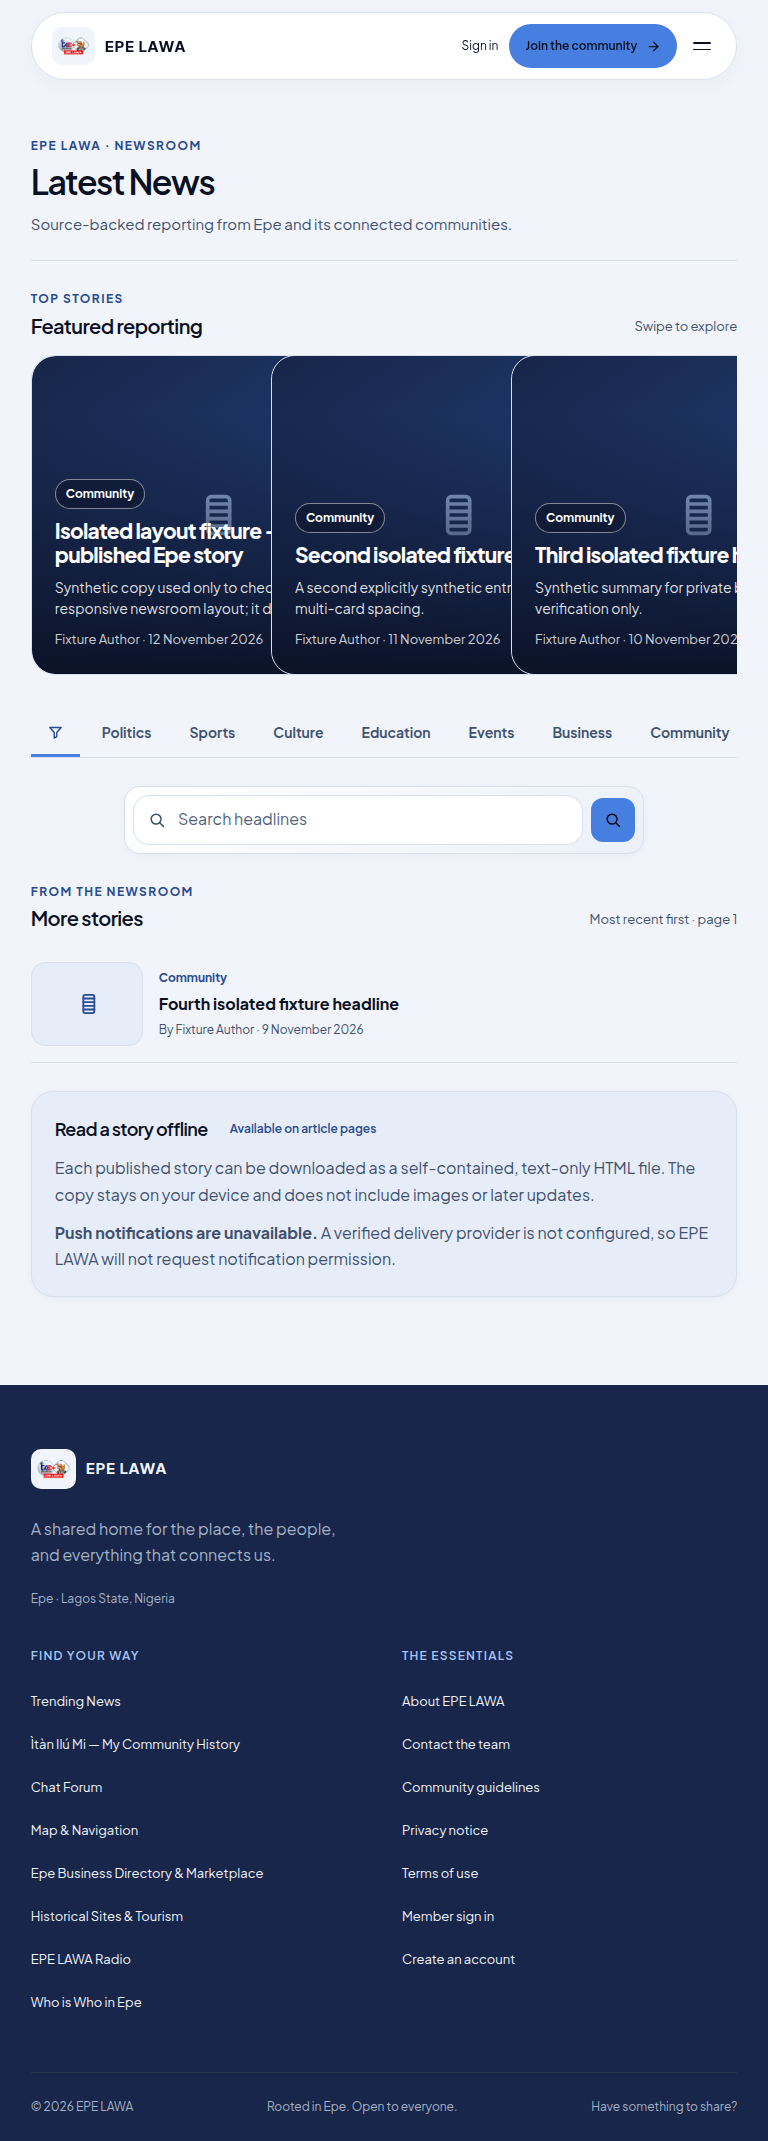 EPE LAWA
Sign in
Join the community
EPE LAWA · NEWSROOM
Latest News
Source-backed reporting from Epe and its connected communities.
TOP STORIES
Featured reporting
Swipe to explore
Community
Isolated layout fixture -
published Epe story
Synthetic copy used only to chec
responsive newsroom layout; it d
Fixture Author · 12 November 2026
Community
Second isolated fixture
A second explicitly synthetic entr
multi-card spacing.
Fixture Author · 11 November 2026
Community
Third isolated fixture h
Synthetic summary for private b
verification only.
Fixture Author · 10 November 202
Politics
Sports
Culture
Education
Events
Business
Community
Search headlines
FROM THE NEWSROOM
More stories
Most recent first · page 1
Community
Fourth isolated fixture headline
By Fixture Author · 9 November 2026
Read a story offline
Available on article pages
Each published story can be downloaded as a self-contained, text-only HTML file. The
copy stays on your device and does not include images or later updates.
Push notifications are unavailable. A verified delivery provider is not configured, so EPE
LAWA will not request notification permission.
EPE LAWA
A shared home for the place, the people,
and everything that connects us.
Epe · Lagos State, Nigeria
FIND YOUR WAY
Trending News
Ìtàn Ilú Mi — My Community History
Chat Forum
Map & Navigation
Epe Business Directory & Marketplace
Historical Sites & Tourism
EPE LAWA Radio
Who is Who in Epe
THE ESSENTIALS
About EPE LAWA
Contact the team
Community guidelines
Privacy notice
Terms of use
Member sign in
Create an account
© 2026 EPE LAWA
Rooted in Epe. Open to everyone.
Have something to share?